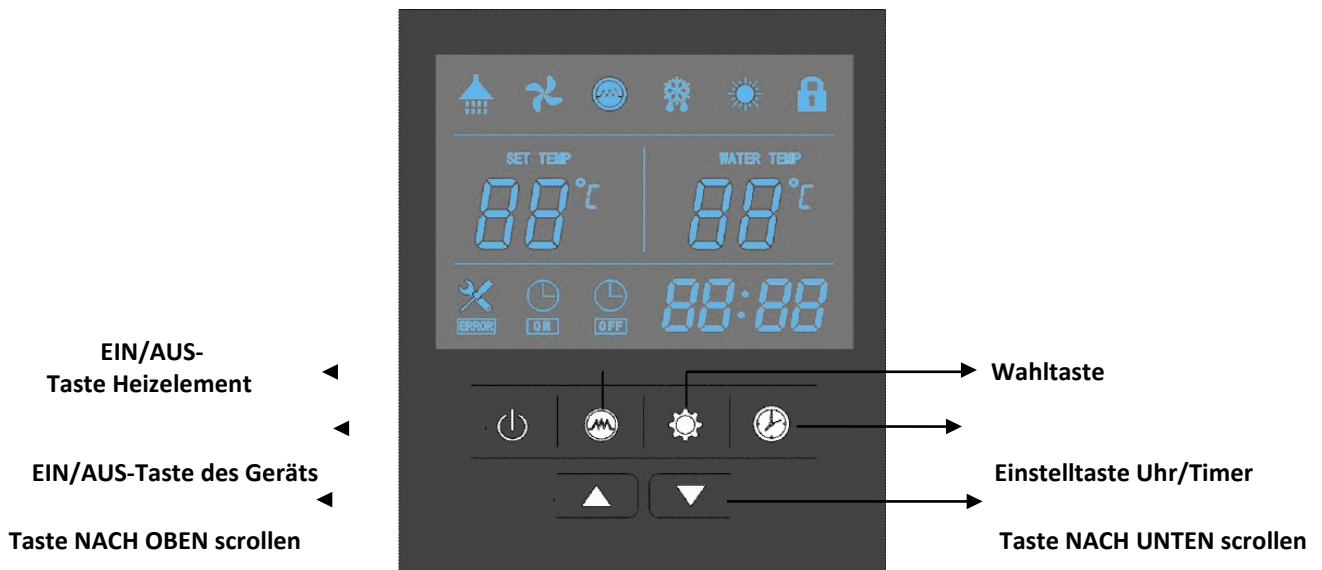 SET TEMP
WATER TEMP
88°C
88°C
ERROR
ON
OFF
88:88
EIN/AUS-
Taste Heizelement
Wahltaste
EIN/AUS-Taste des Geräts
Einstelltaste Uhr/Timer
Taste NACH OBEN scrollen
Taste NACH UNTEN scrollen